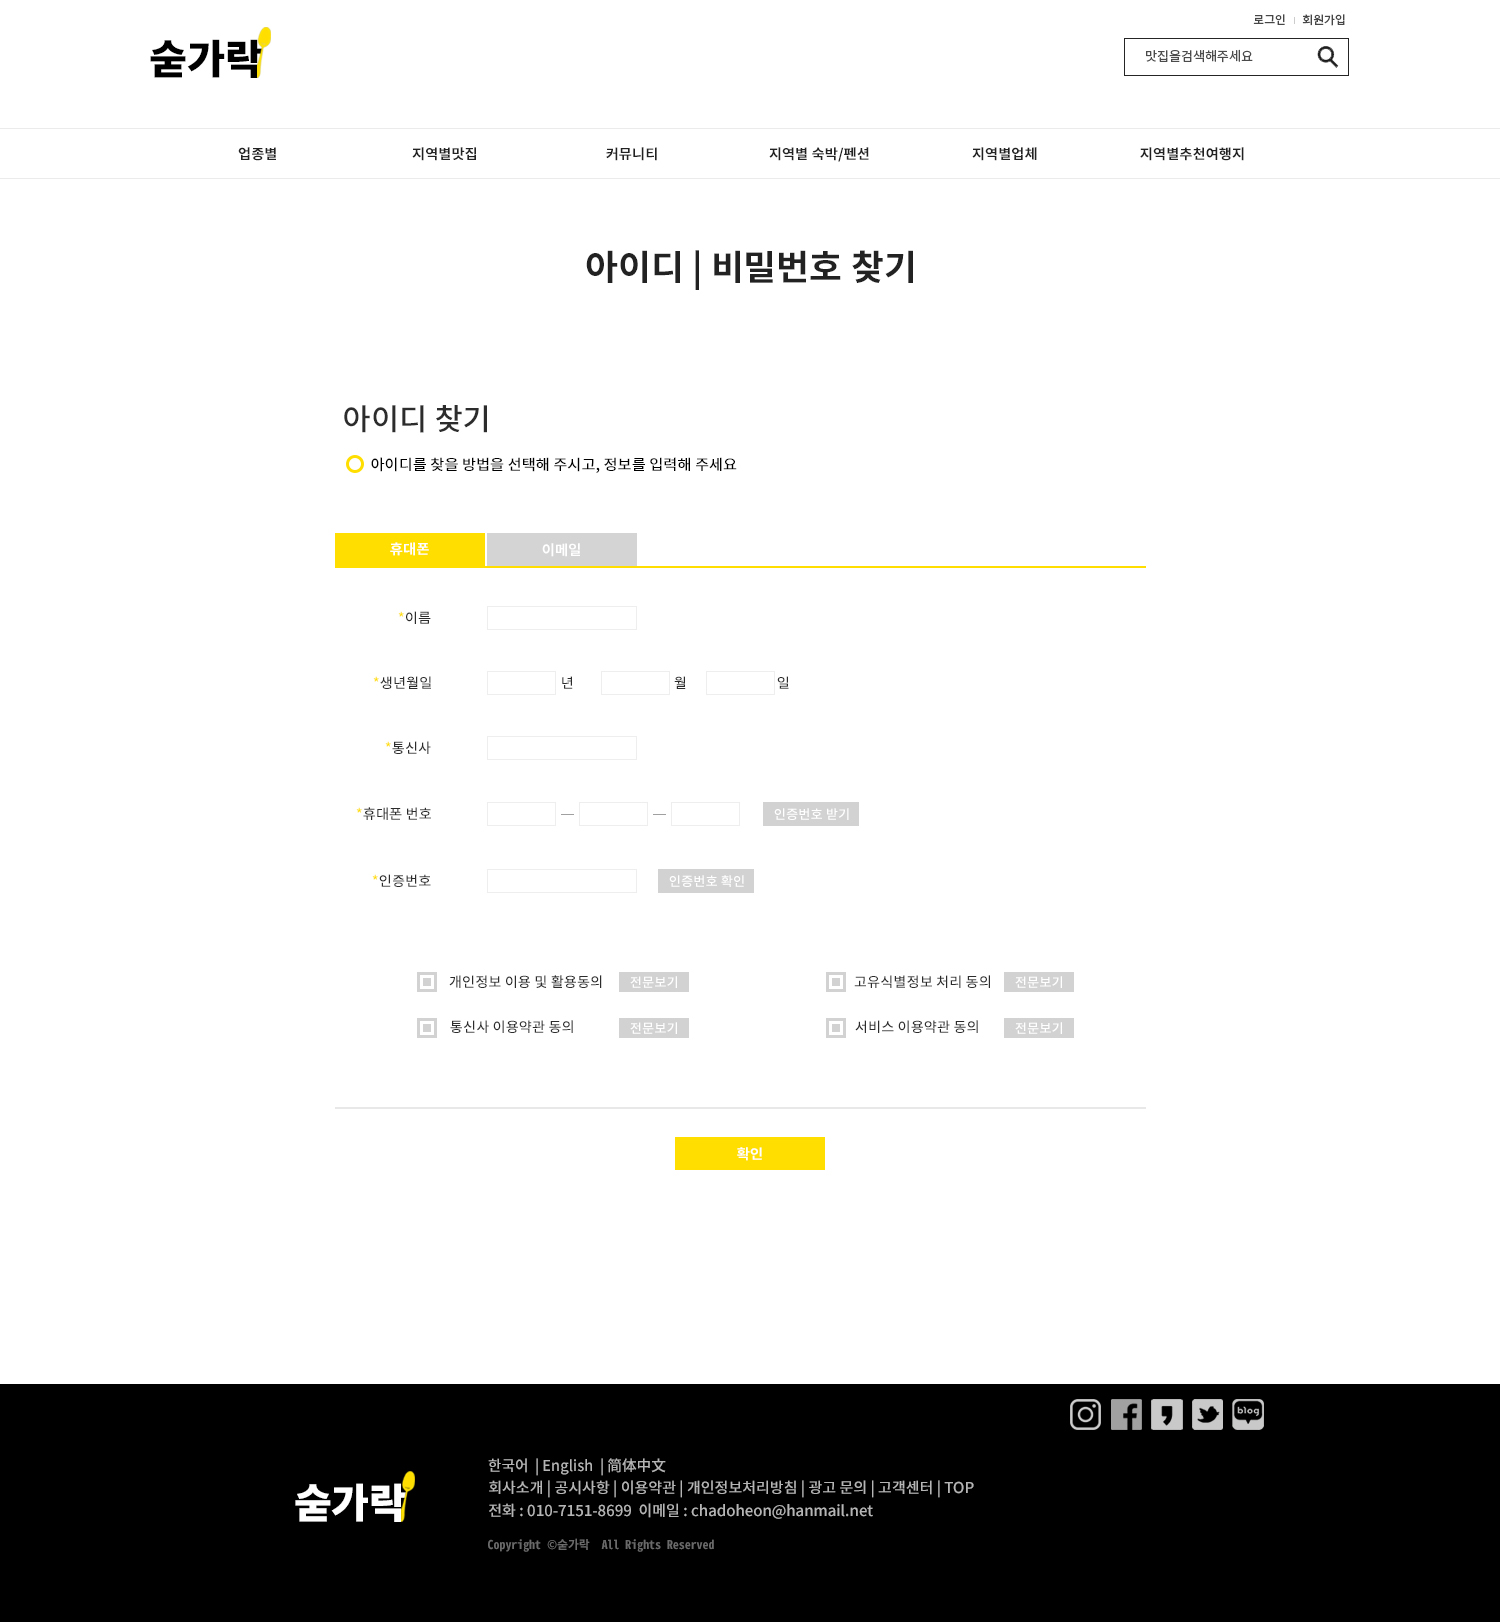 로그인 | 회원가입
숟가락
맛집을검색해주세요
업종별 지역별맛집 커뮤니티 지역별 숙박/펜션 지역별업체 지역별추천여행지
아이디 | 비밀번호 찾기
아이디 찾기
아이디를 찾을 방법을 선택해 주시고, 정보를 입력해 주세요
휴대폰 이메일
*이름
*생년월일 년 월 일
*통신사
*휴대폰 번호 — — 인증번호 받기
*인증번호 인증번호 확인
개인정보 이용 및 활용동의 전문보기 고유식별정보 처리 동의 전문보기
통신사 이용약관 동의 전문보기 서비스 이용약관 동의 전문보기
확인
blog
숟가락
한국어 | English | 简体中文
회사소개 | 공시사항 | 이용약관 | 개인정보처리방침 | 광고 문의 | 고객센터 | TOP
전화 : 010-7151-8699 이메일 : chadoheon@hanmail.net
Copyright ©숟가락 All Rights Reserved